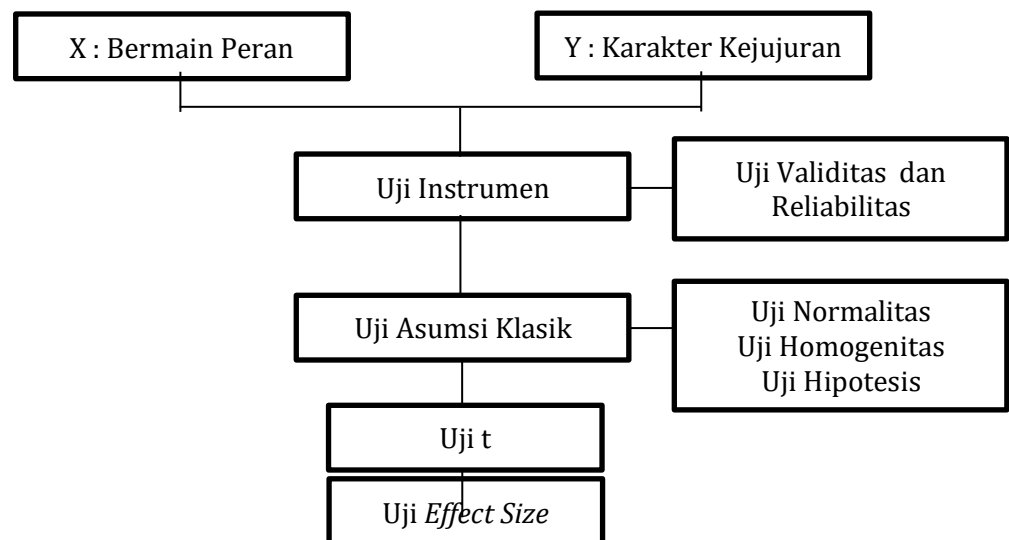 X : Bermain Peran
Y : Karakter Kejujuran
Uji Instrumen
Uji Validitas dan
Reliabilitas
Uji Asumsi Klasik
Uji Normalitas
Uji Homogenitas
Uji Hipotesis
Uji t
Uji Effect Size